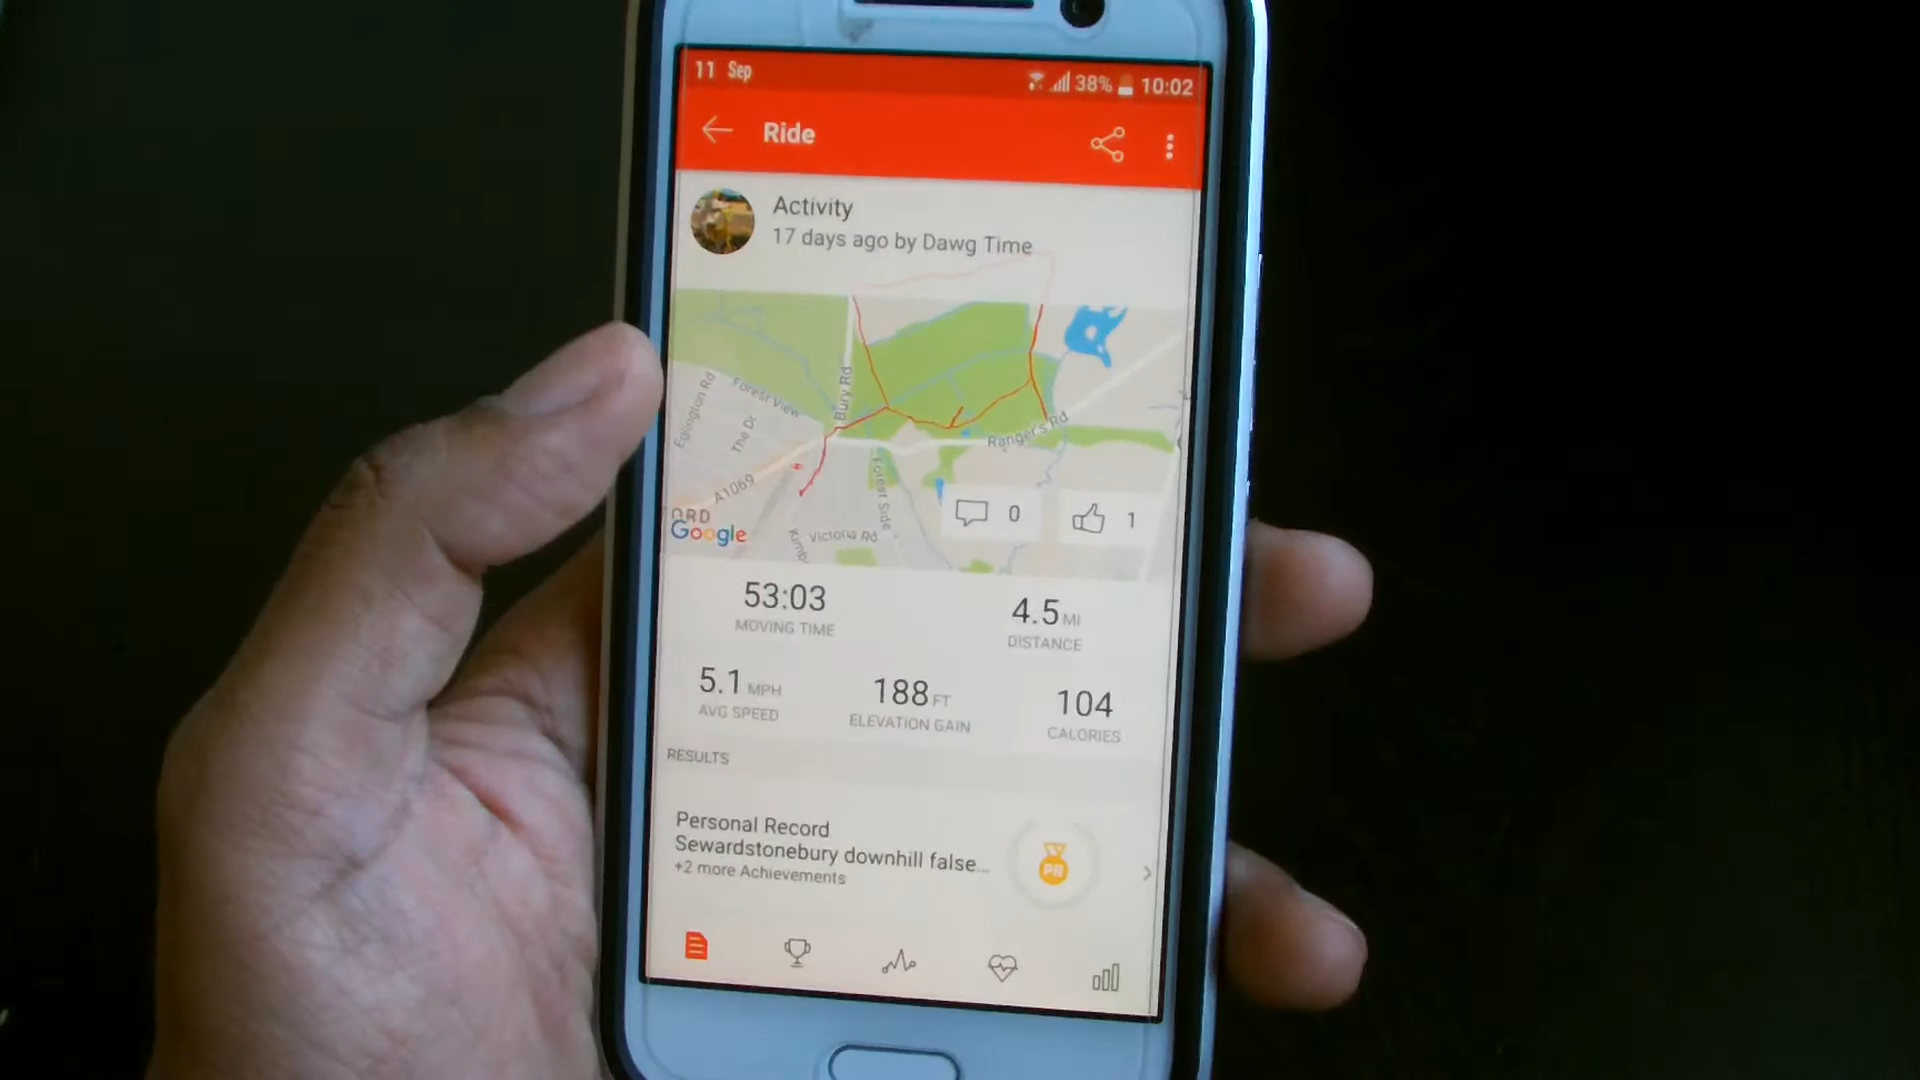 11 Sep
38% 10:02
Ride
Activity
17 days ago by Dawg Time
Eglington Rd
Forest View
The Dr
Bury Rd
Ranger's Rd
A1069
Forest Side
ORD
Google
Victoria Rd
0
1
53:03
MOVING TIME
4.5 MI
DISTANCE
5.1 MPH
AVG SPEED
188 FT
ELEVATION GAIN
104
CALORIES
RESULTS
Personal Record
Sewardstonebury downhill false...
+2 more Achievements
PR